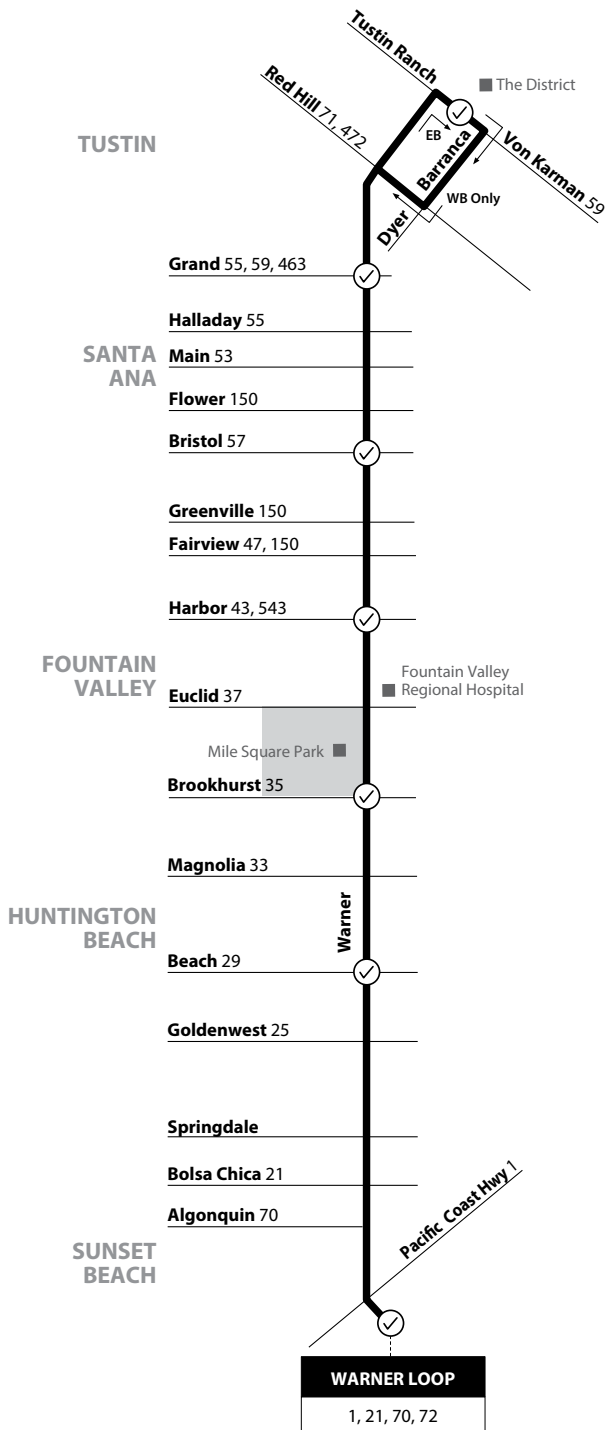 Tustin Ranch
The District
Red Hill 71, 472
EB
Barranca
Von Karman 59
TUSTIN
WB Only
Dyer
Grand 55, 59, 463
Halladay 55
SANTA
ANA
Main 53
Flower 150
Bristol 57
Greenville 150
Fairview 47, 150
Harbor 43, 543
FOUNTAIN
VALLEY
Fountain Valley
Regional Hospital
Euclid 37
Mile Square Park
Brookhurst 35
Magnolia 33
Warner
HUNTINGTON
BEACH
Beach 29
Goldenwest 25
Springdale
Bolsa Chica 21
Algonquin 70
Pacific Coast Hwy 1
SUNSET
BEACH
WARNER LOOP
1, 21, 70, 72